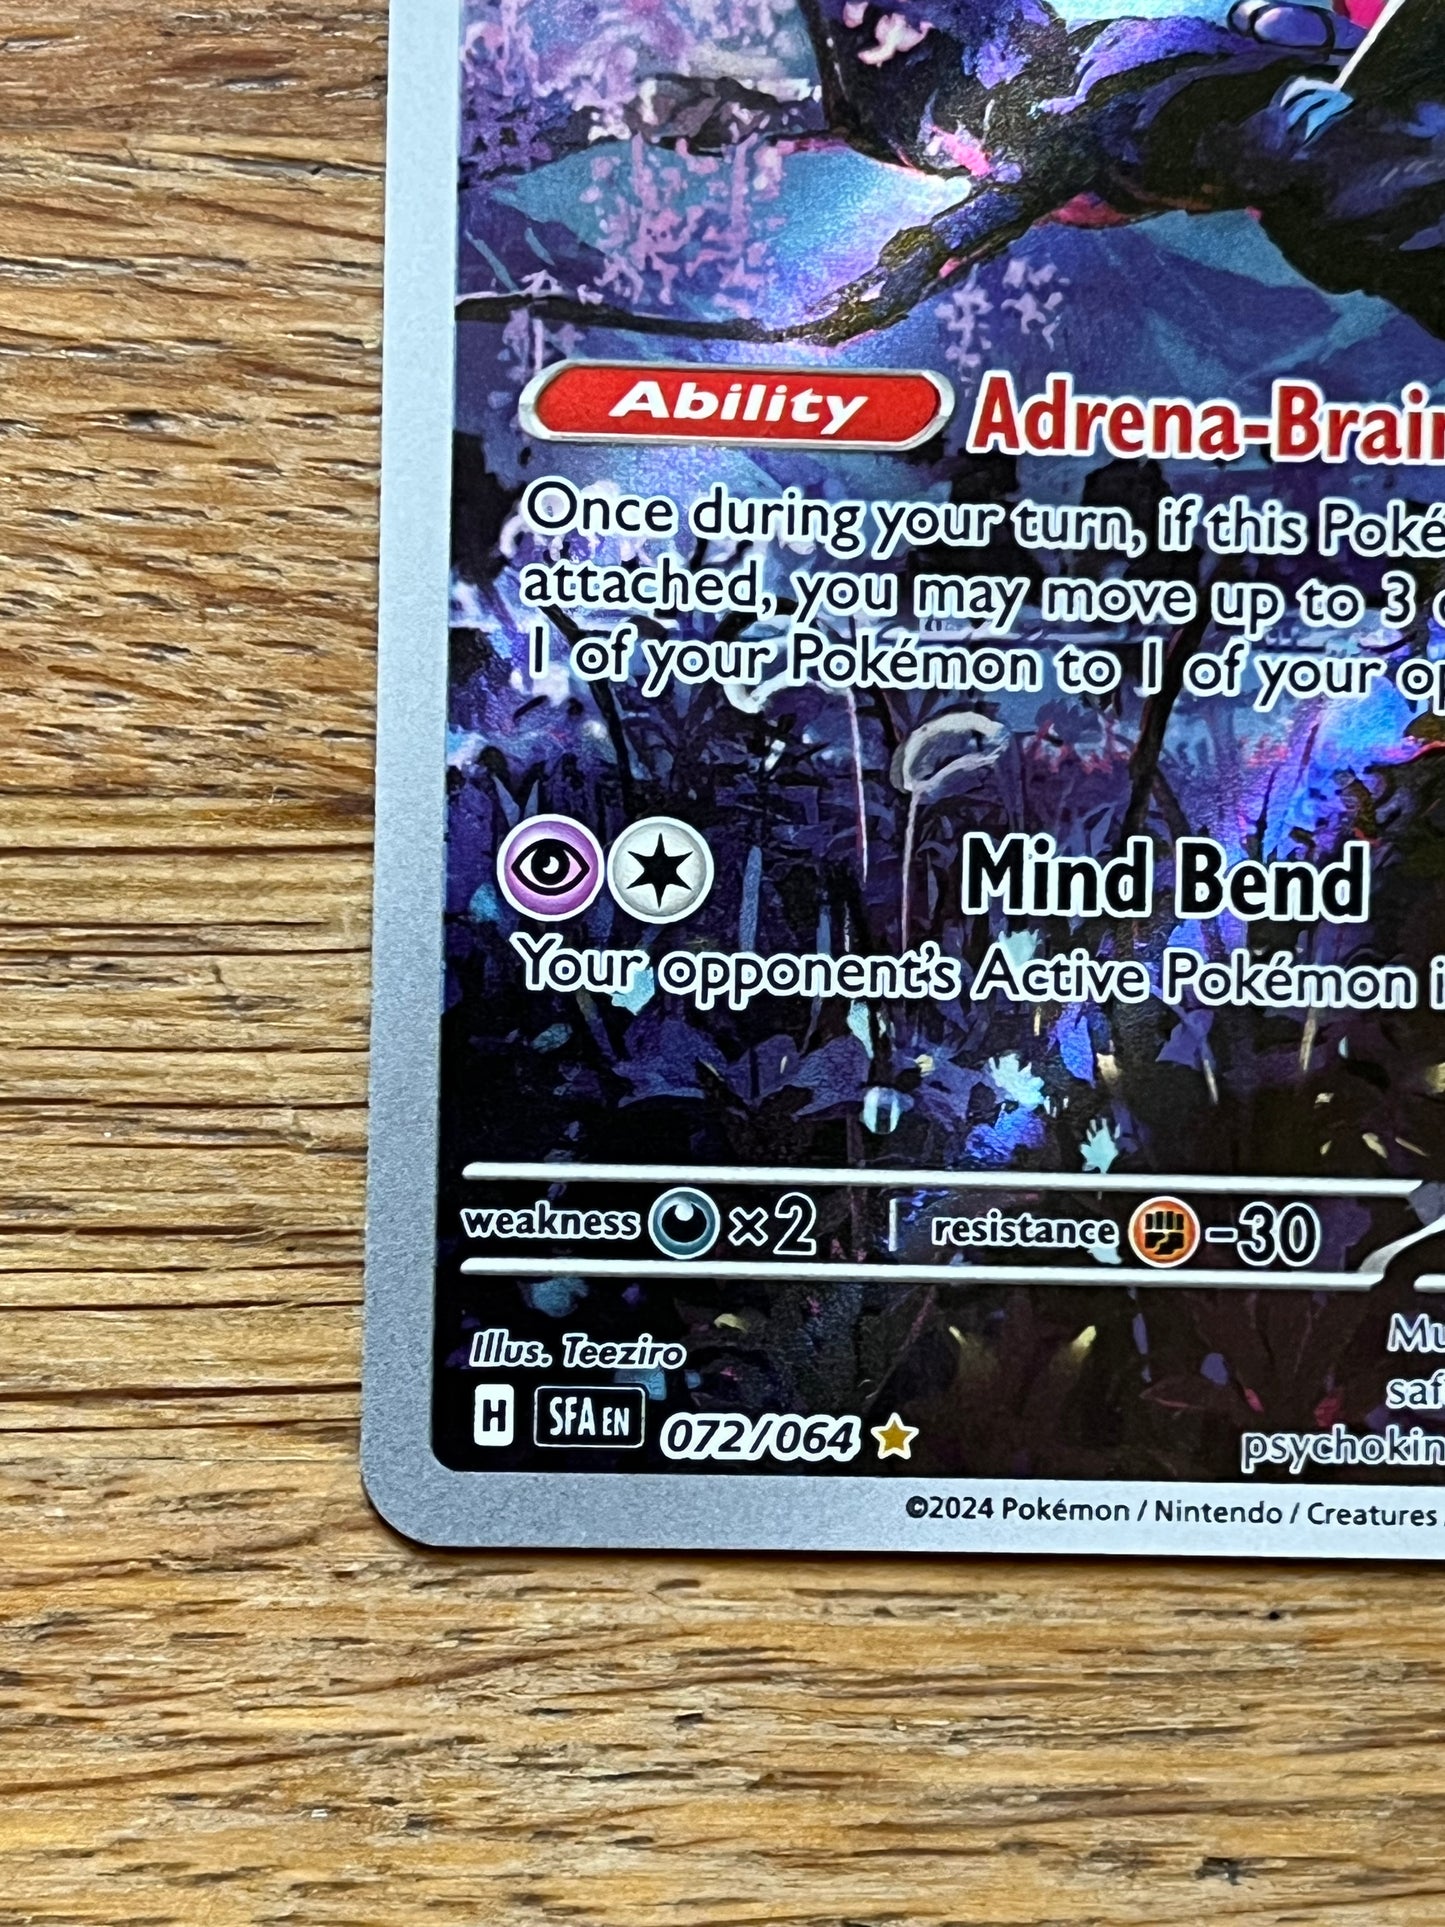 Ability Adrena-Brain
Once during your turn, if this Poké
attached, you may move up to 3
1 of your Pokémon to 1 of your op
Mind Bend
Your opponent's Active Pokémon i
weakness ×2 resistance -30
Illus. Teeziro
Mu
saf
H SFA EN 072/064
psychokin
©2024 Pokémon / Nintendo / Creatures